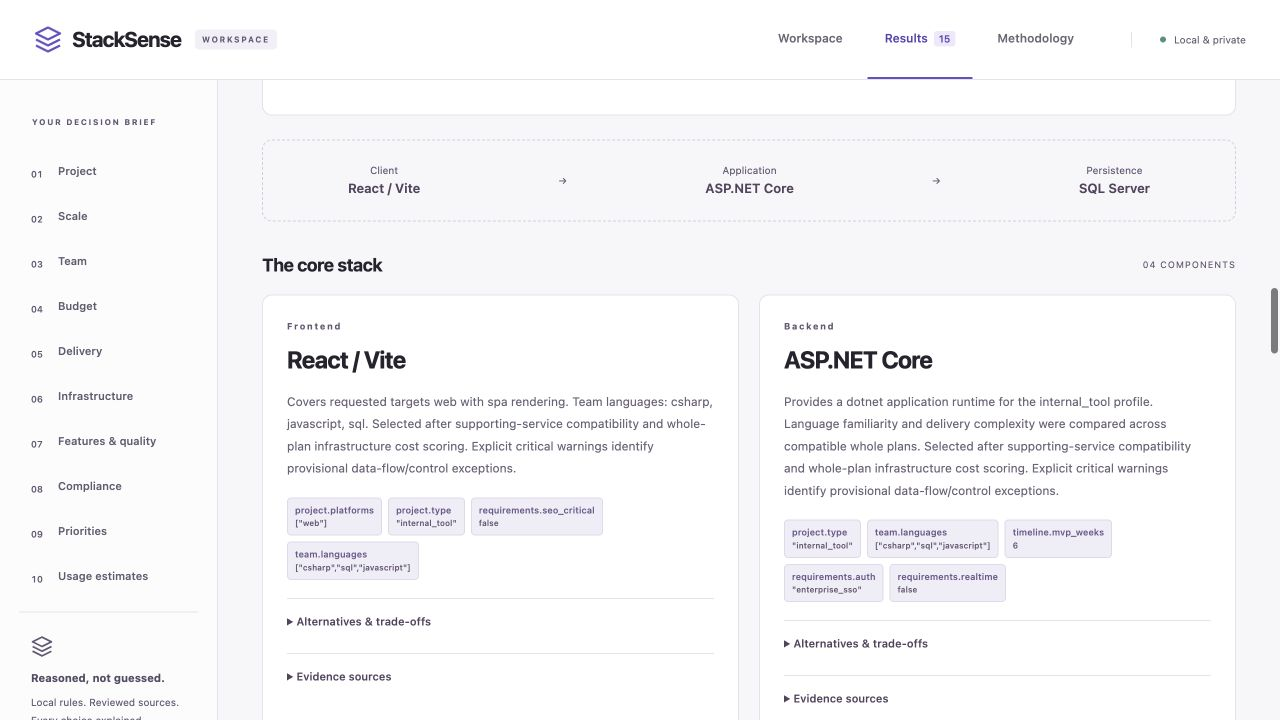 StackSense
WORKSPACE
Workspace
Results 15
Methodology
Local & private
YOUR DECISION BRIEF
01 Project
02 Scale
03 Team
04 Budget
05 Delivery
06 Infrastructure
07 Features & quality
08 Compliance
09 Priorities
10 Usage estimates
Reasoned, not guessed.
Local rules. Reviewed sources.
Every choice explained
Client
React / Vite
→
Application
ASP.NET Core
→
Persistence
SQL Server
The core stack
04 COMPONENTS
Frontend
React / Vite
Covers requested targets web with spa rendering. Team languages: csharp,
javascript, sql. Selected after supporting-service compatibility and whole-
plan infrastructure cost scoring. Explicit critical warnings identify
provisional data-flow/control exceptions.
project.platforms
["web"]
project.type
"internal_tool"
requirements.seo_critical
false
team.languages
["csharp","sql","javascript"]
Alternatives & trade-offs
Evidence sources
Backend
ASP.NET Core
Provides a dotnet application runtime for the internal_tool profile.
Language familiarity and delivery complexity were compared across
compatible whole plans. Selected after supporting-service compatibility
and whole-plan infrastructure cost scoring. Explicit critical warnings
identify provisional data-flow/control exceptions.
project.type
"internal_tool"
team.languages
["csharp","sql","javascript"]
timeline.mvp_weeks
6
requirements.auth
"enterprise_sso"
requirements.realtime
false
Alternatives & trade-offs
Evidence sources